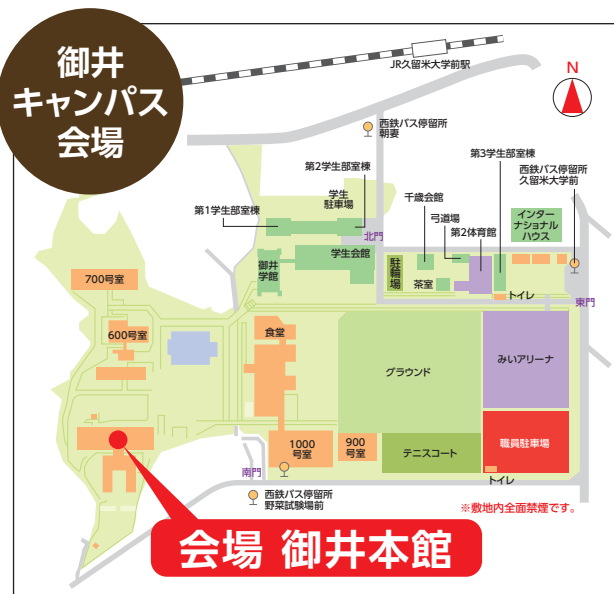 御井
キャンパス
会場
JR久留米大学前駅
N
西鉄バス停留所
朝妻
第2学生部室棟
第3学生部室棟
西鉄バス停留所
久留米大学前
学生
駐車場
千歳会館
第1学生部室棟
弓道場
第2体育館
インター
ナショナル
ハウス
北門
学生会館
御井
学館
駐輪場
茶室
トイレ
東門
700号室
600号室
食堂
グラウンド
みいアリーナ
1000
号室
900
号室
テニスコート
職員駐車場
南門
トイレ
西鉄バス停留所
野菜試験場前
※敷地内全面禁煙です。
会場 御井本館